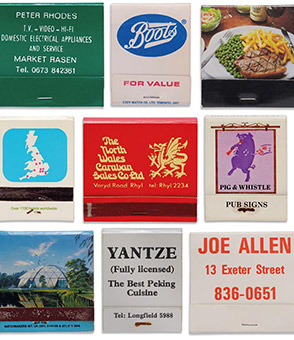 PETER RHODES
T.V. - VIDEO - HI-FI
DOMESTIC ELECTRICAL APPLIANCES
AND SERVICE
MARKET RASEN
Tel. 0673 842361
Boots
FOR VALUE
The
North
Wales
Caravan
Sales Co·Ltd
Voryd Road Rhyl tel: Rhyl 2234
PIG & WHISTLE
PUB SIGNS
YANTZE
(Fully licensed)
The Best Peking
Cuisine
Tel: Longfield 5988
JOE ALLEN
13 Exeter Street
836-0651